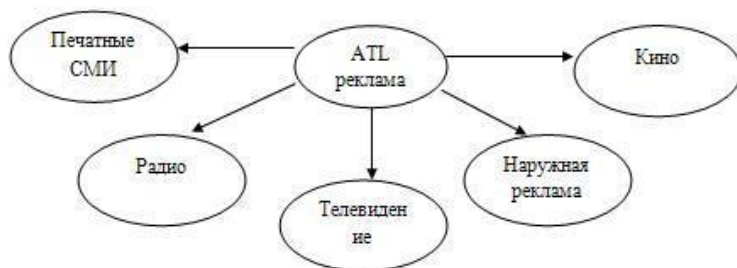 Печатные
СМИ
ATL
реклама
Кино
Радио
Телевиден
ие
Наружная
реклама